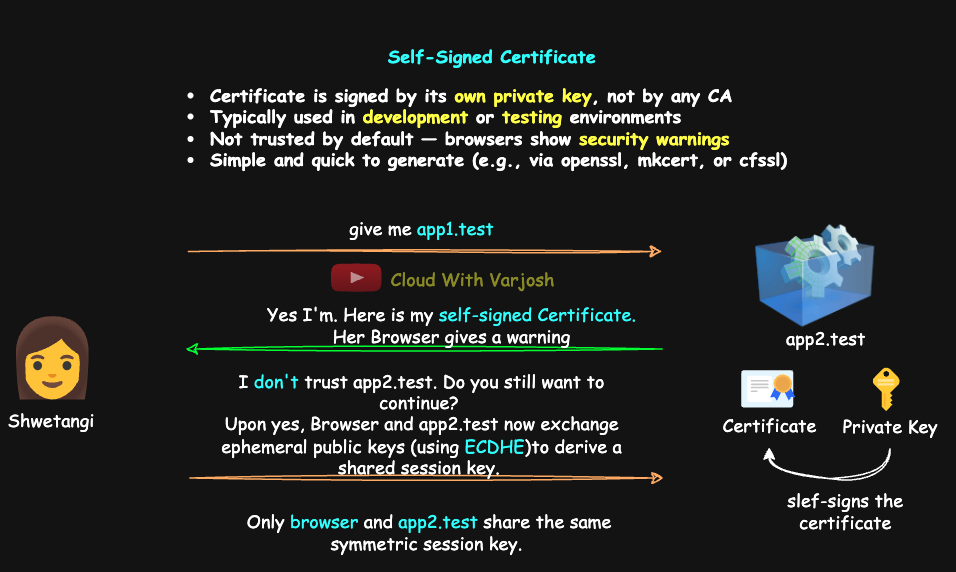 Self-Signed Certificate
• Certificate is signed by its own private key, not by any CA
• Typically used in development or testing environments
• Not trusted by default — browsers show security warnings
• Simple and quick to generate (e.g., via openssl, mkcert, or cfssl)
give me app1.test
Cloud With Varjosh
Yes I'm. Here is my self-signed Certificate.
Her Browser gives a warning
app2.test
I don't trust app2.test. Do you still want to
continue?
Upon yes, Browser and app2.test now exchange
ephemeral public keys (using ECDHE)to derive a
shared session key.
Shwetangi
Certificate
Private Key
slef-signs the
certificate
Only browser and app2.test share the same
symmetric session key.